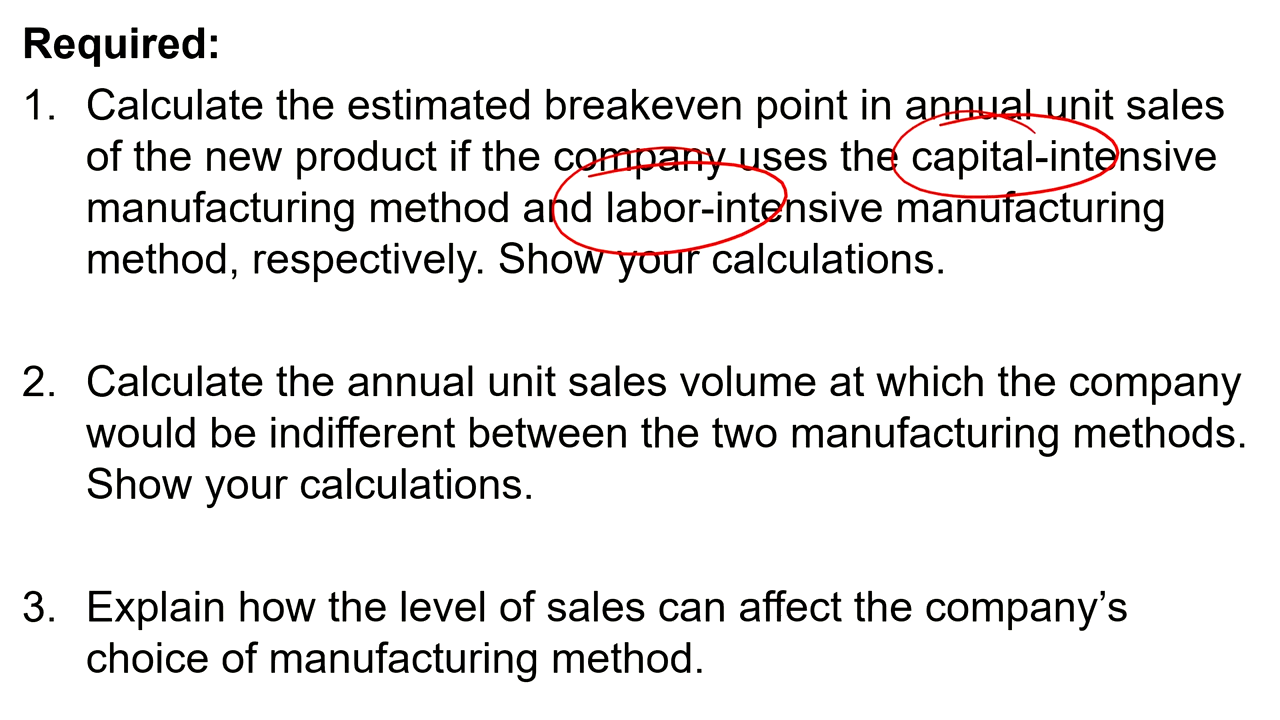 Required:
1. Calculate the estimated breakeven point in annual unit sales
of the new product if the company uses the capital-intensive
manufacturing method and labor-intensive manufacturing
method, respectively. Show your calculations.
2. Calculate the annual unit sales volume at which the company
would be indifferent between the two manufacturing methods.
Show your calculations.
3. Explain how the level of sales can affect the company’s
choice of manufacturing method.